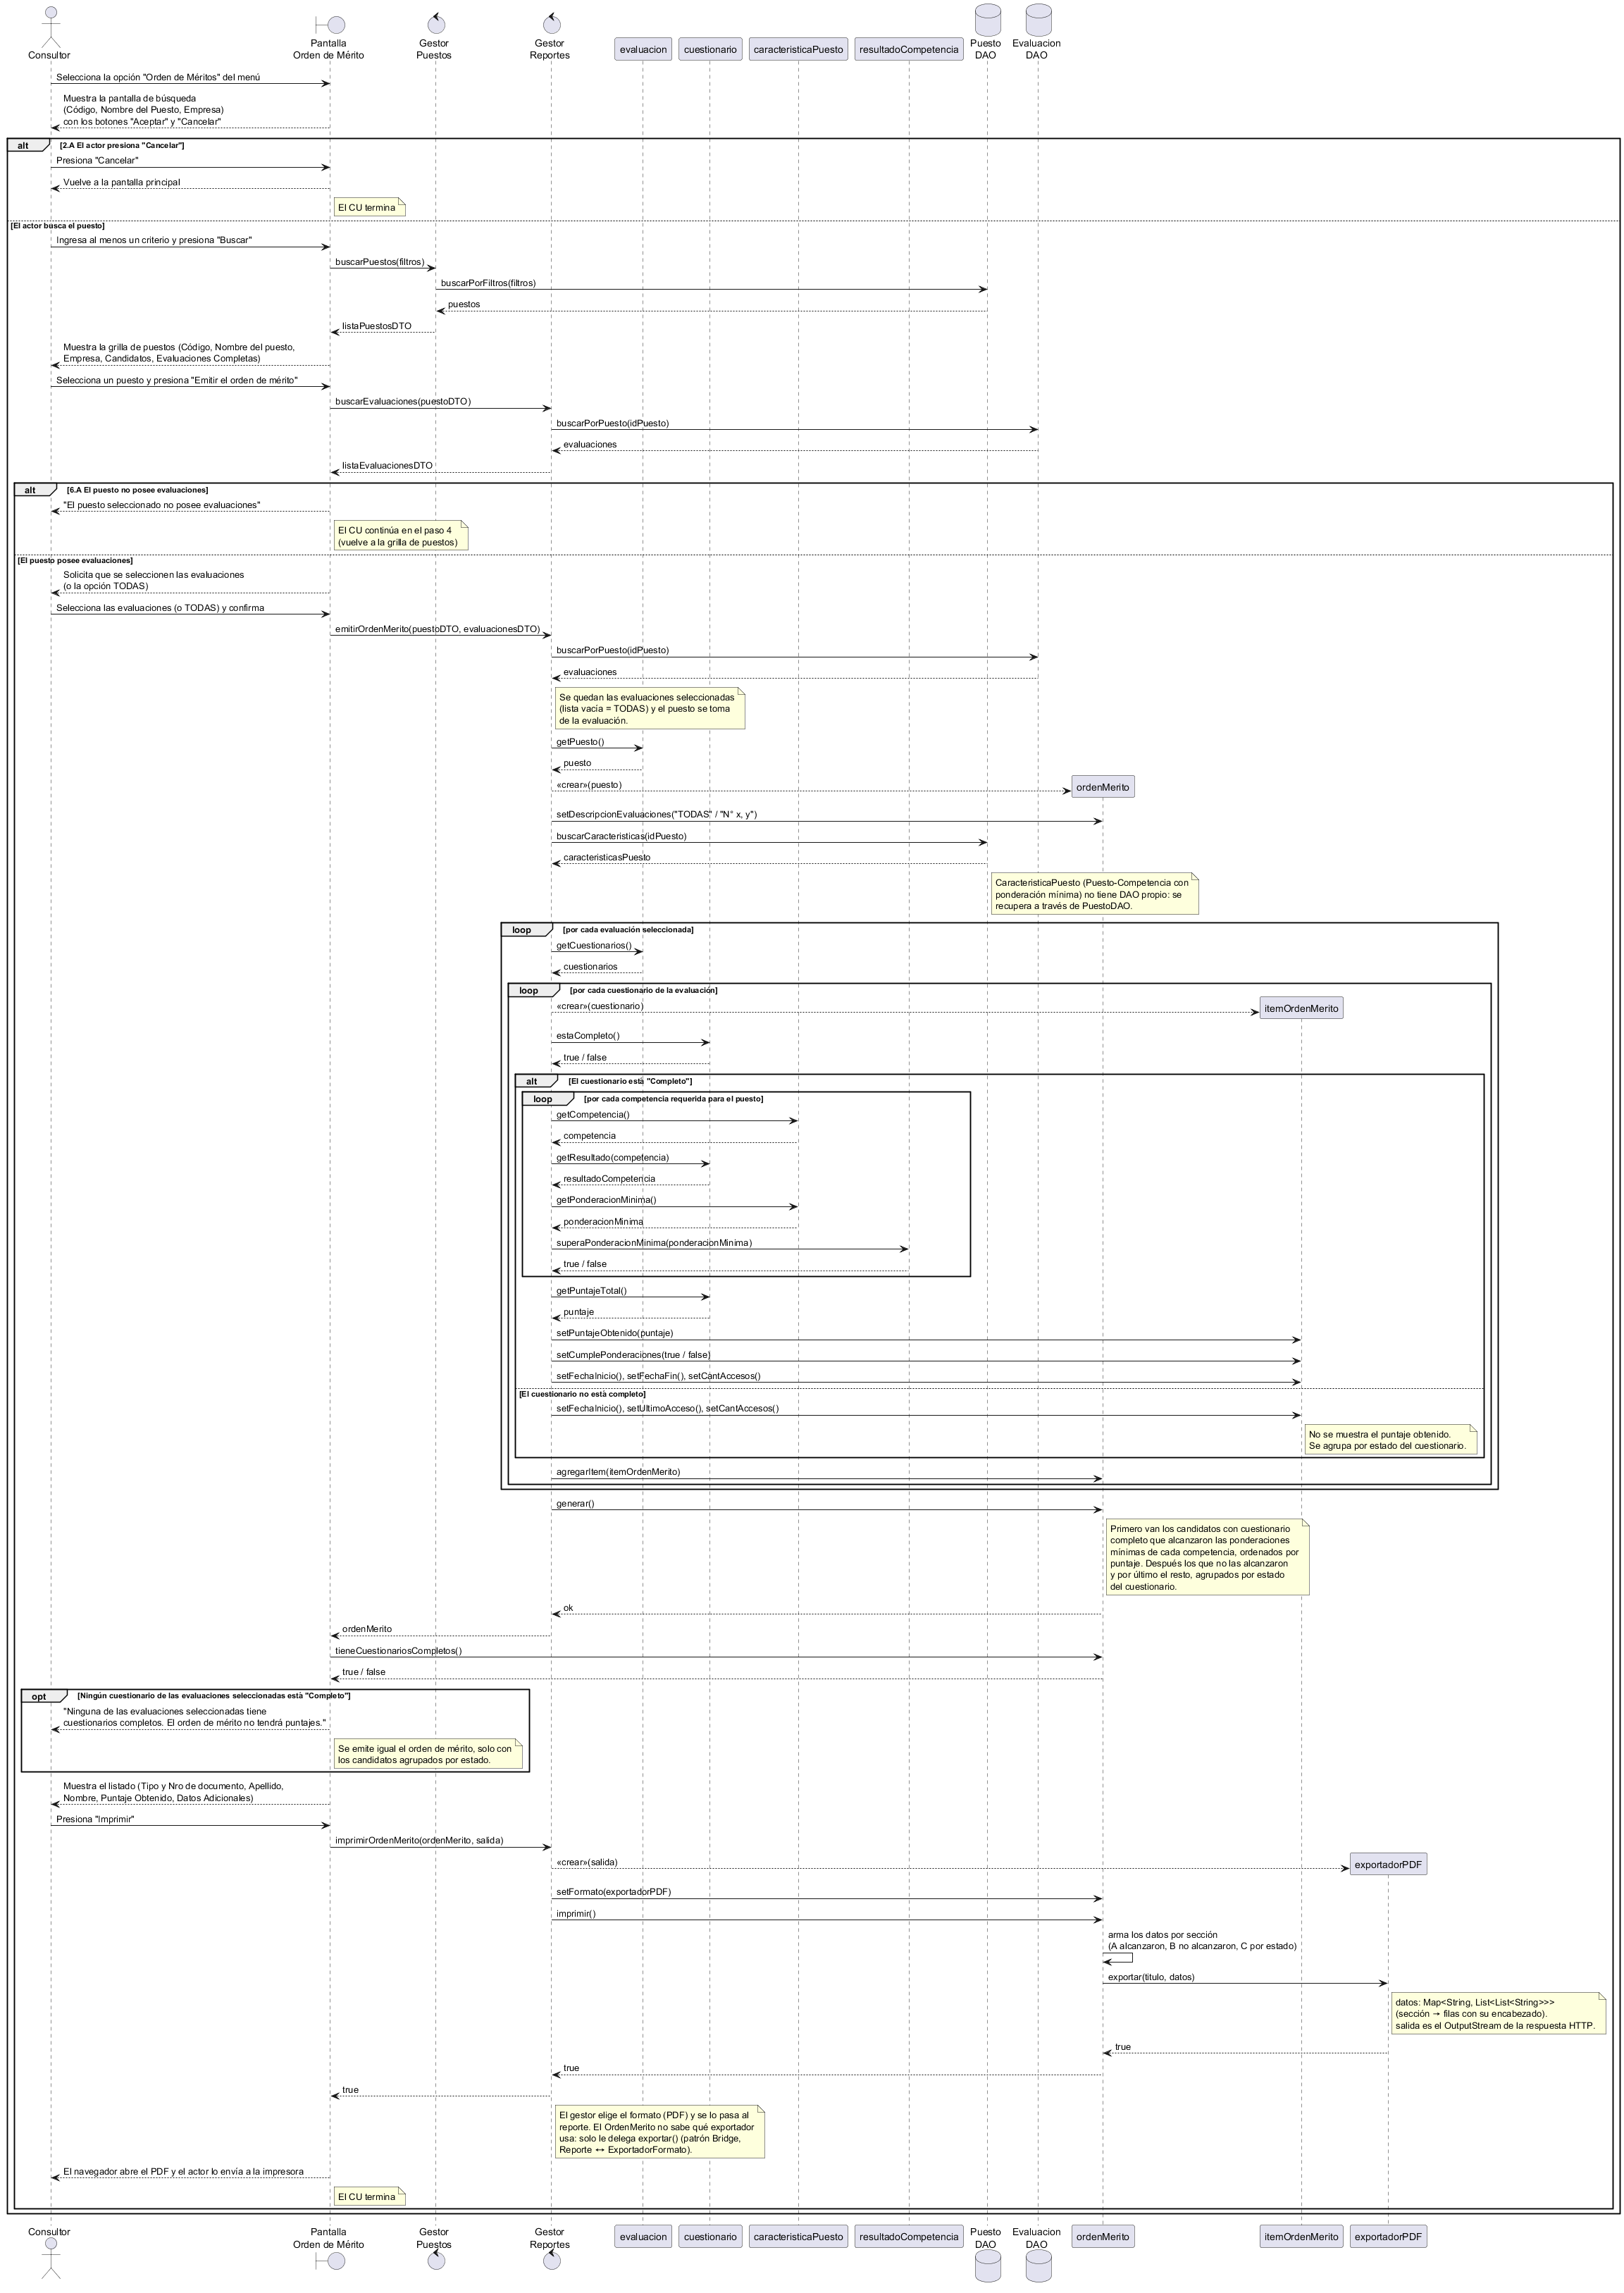 Consultor
Pantalla
Orden de Mérito
Gestor
Puestos
Gestor
Reportes
evaluacion
cuestionario
caracteristicaPuesto
resultadoCompetencia
Puesto
DAO
Evaluacion
DAO
Selecciona la opción "Orden de Méritos" del menú
Muestra la pantalla de búsqueda
(Código, Nombre del Puesto, Empresa)
con los botones "Aceptar" y "Cancelar"
alt [2.A El actor presiona "Cancelar"]
Presiona "Cancelar"
Vuelve a la pantalla principal
El CU termina
[El actor busca el puesto]
Ingresa al menos un criterio y presiona "Buscar"
buscarPuestos(filtros)
buscarPorFiltros(filtros)
puestos
listaPuestosDTO
Muestra la grilla de puestos (Código, Nombre del puesto,
Empresa, Candidatos, Evaluaciones Completas)
Selecciona un puesto y presiona "Emitir el orden de mérito"
buscarEvaluaciones(puestoDTO)
buscarPorPuesto(idPuesto)
evaluaciones
listaEvaluacionesDTO
alt [6.A El puesto no posee evaluaciones]
"El puesto seleccionado no posee evaluaciones"
El CU continúa en el paso 4
(vuelve a la grilla de puestos)
[El puesto posee evaluaciones]
Solicita que se seleccionen las evaluaciones
(o la opción TODAS)
Selecciona las evaluaciones (o TODAS) y confirma
emitirOrdenMerito(puestoDTO, evaluacionesDTO)
buscarPorPuesto(idPuesto)
evaluaciones
Se quedan las evaluaciones seleccionadas
(lista vacía = TODAS) y el puesto se toma
de la evaluación.
getPuesto()
puesto
«crear»(puesto)
ordenMerito
setDescripcionEvaluaciones("TODAS" / "N° x, y")
buscarCaracteristicas(idPuesto)
caracteristicasPuesto
CaracteristicaPuesto (Puesto-Competencia con
ponderación mínima) no tiene DAO propio: se
recupera a través de PuestoDAO.
loop [por cada evaluación seleccionada]
getCuestionarios()
cuestionarios
loop [por cada cuestionario de la evaluación]
«crear»(cuestionario)
itemOrdenMerito
estaCompleto()
true / false
alt [El cuestionario está "Completo"]
loop [por cada competencia requerida para el puesto]
getCompetencia()
competencia
getResultado(competencia)
resultadoCompetencia
getPonderacionMinima()
ponderacionMinima
superaPonderacionMinima(ponderacionMinima)
true / false
getPuntajeTotal()
puntaje
setPuntajeObtenido(puntaje)
setCumplePonderaciones(true / false)
setFechaInicio(), setFechaFin(), setCantAccesos()
[El cuestionario no está completo]
setFechaInicio(), setUltimoAcceso(), setCantAccesos()
No se muestra el puntaje obtenido.
Se agrupa por estado del cuestionario.
agregarItem(itemOrdenMerito)
generar()
Primero van los candidatos con cuestionario
completo que alcanzaron las ponderaciones
mínimas de cada competencia, ordenados por
puntaje. Después los que no las alcanzaron
y por último el resto, agrupados por estado
del cuestionario.
ok
ordenMerito
tieneCuestionariosCompletos()
true / false
opt [Ningún cuestionario de las evaluaciones seleccionadas está "Completo"]
"Ninguna de las evaluaciones seleccionadas tiene
cuestionarios completos. El orden de mérito no tendrá puntajes."
Se emite igual el orden de mérito, solo con
los candidatos agrupados por estado.
Muestra el listado (Tipo y Nro de documento, Apellido,
Nombre, Puntaje Obtenido, Datos Adicionales)
Presiona "Imprimir"
imprimirOrdenMerito(ordenMerito, salida)
«crear»(salida)
exportadorPDF
setFormato(exportadorPDF)
imprimir()
arma los datos por sección
(A alcanzaron, B no alcanzaron, C por estado)
exportar(titulo, datos)
datos: Map<String, List<List<String>>>
(sección → filas con su encabezado).
salida es el OutputStream de la respuesta HTTP.
true
true
true
El gestor elige el formato (PDF) y se lo pasa al
reporte. El OrdenMerito no sabe qué exportador
usa: solo le delega exportar() (patrón Bridge,
Reporte ↔ ExportadorFormato).
El navegador abre el PDF y el actor lo envía a la impresora
El CU termina
Consultor
Pantalla
Orden de Mérito
Gestor
Puestos
Gestor
Reportes
evaluacion
cuestionario
caracteristicaPuesto
resultadoCompetencia
Puesto
DAO
Evaluacion
DAO
ordenMerito
itemOrdenMerito
exportadorPDF